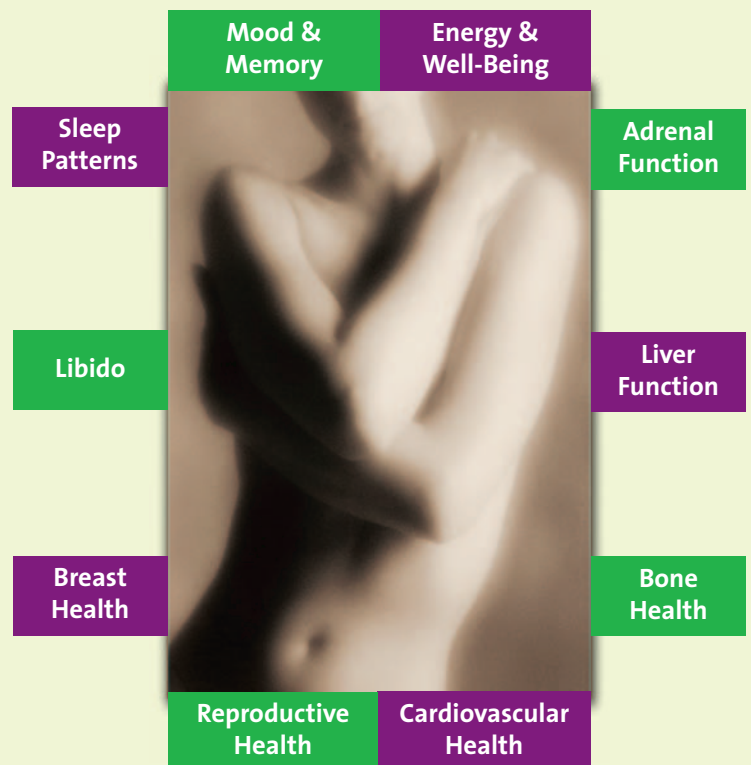 Mood &
Memory
Energy &
Well-Being
Sleep
Patterns
Adrenal
Function
Libido
Liver
Function
Breast
Health
Bone
Health
Reproductive
Health
Cardiovascular
Health